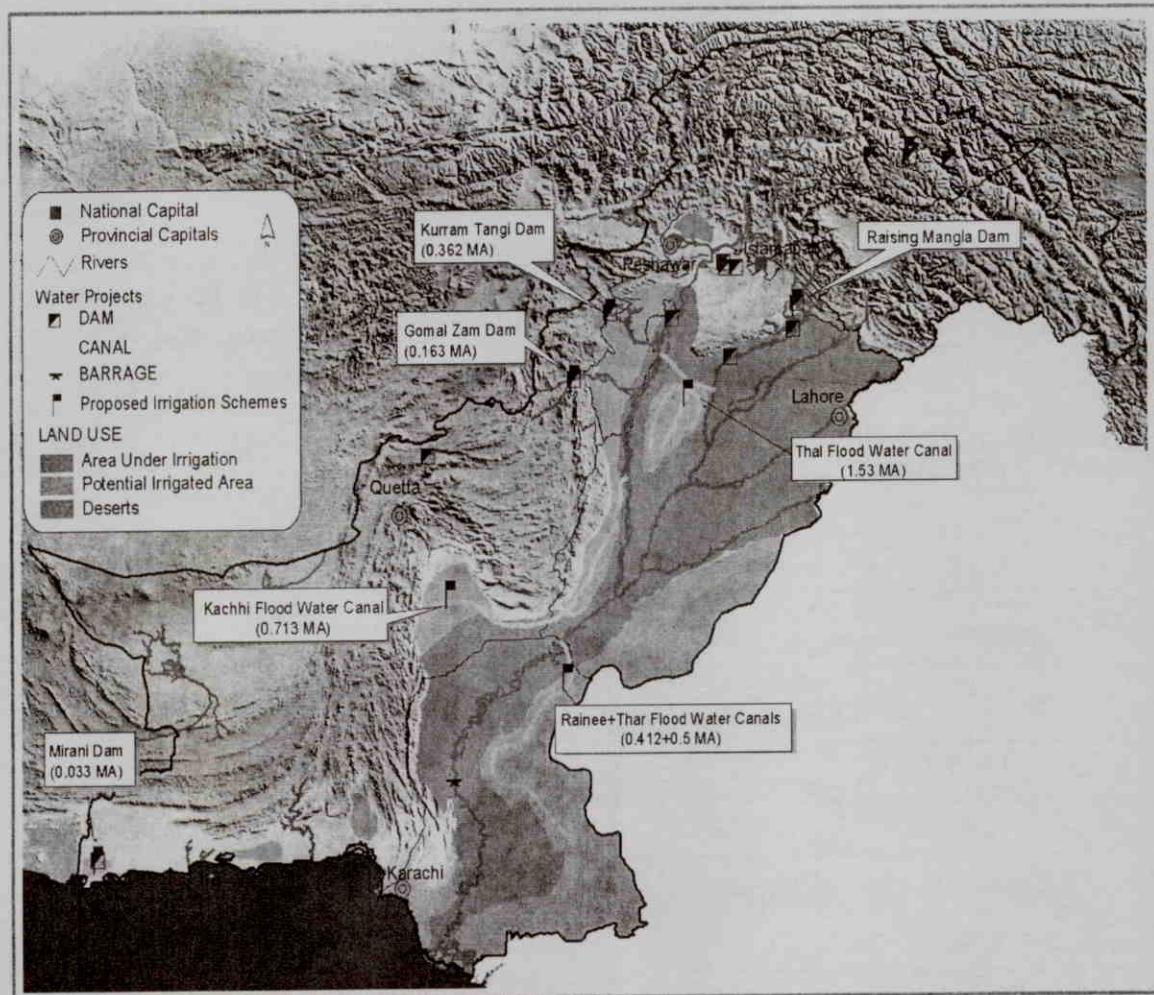 National Capital
N
Provincial Capitals
Rivers
Water Projects
DAM
CANAL
BARRAGE
Proposed Irrigation Schemes
LAND USE
Area Under Irrigation
Potential Irrigated Area
Deserts
Kurram Tangi Dam
(0.362 MA)
Peshawar
Islamabad
Raising Mangla Dam
Gomal Zam Dam
(0.163 MA)
Lahore
Thal Flood Water Canal
(1.53 MA)
Quetta
Kachhi Flood Water Canal
(0.713 MA)
Rainee+Thar Flood Water Canals
(0.412+0.5 MA)
Mirani Dam
(0.033 MA)
Karachi